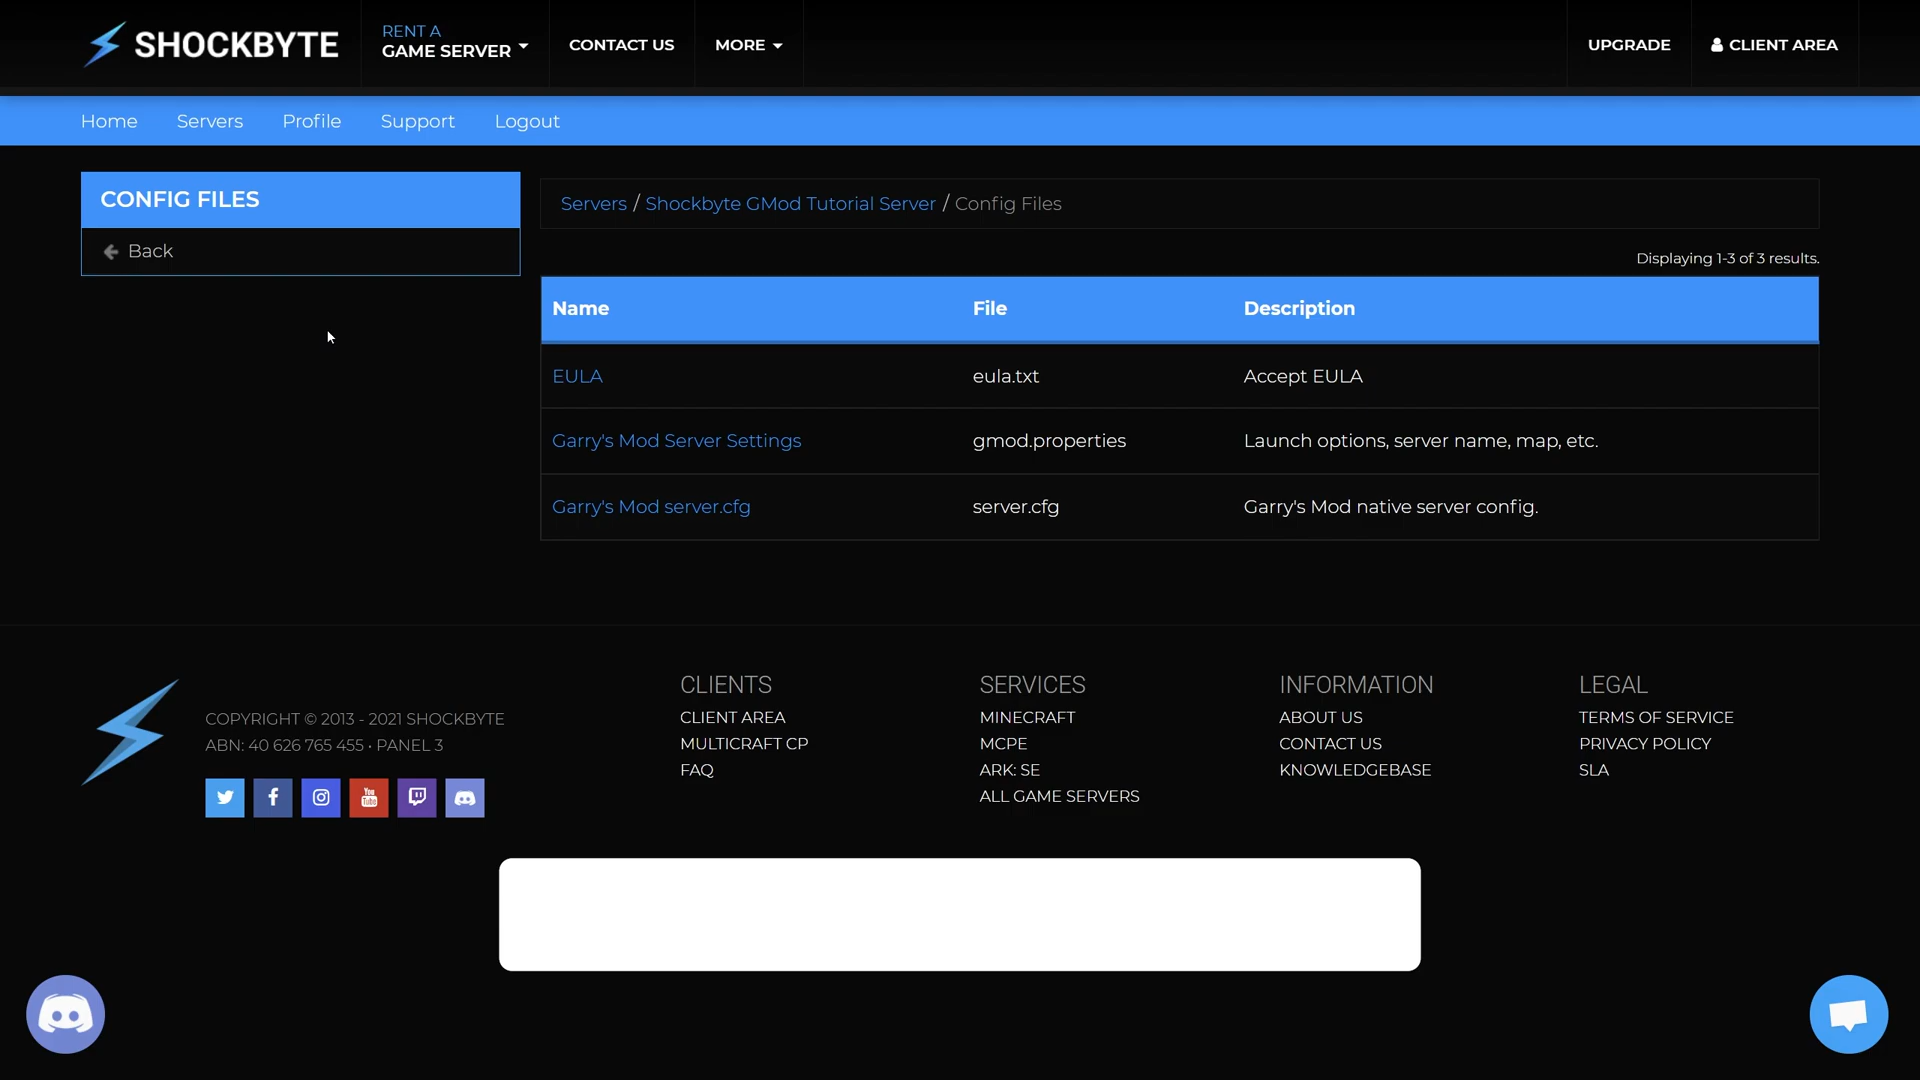 SHOCKBYTE
RENT A
GAME SERVER
CONTACT US
MORE
UPGRADE
CLIENT AREA
Home
Servers
Profile
Support
Logout
CONFIG FILES
Back
Servers / Shockbyte GMod Tutorial Server / Config Files
Displaying 1-3 of 3 results.
Name File Description
EULA eula.txt Accept EULA
Garry's Mod Server Settings gmod.properties Launch options, server name, map, etc.
Garry's Mod server.cfg server.cfg Garry's Mod native server config.
COPYRIGHT © 2013 - 2021 SHOCKBYTE
ABN: 40 626 765 455 • PANEL 3
You
Tube
CLIENTS
CLIENT AREA
MULTICRAFT CP
FAQ
SERVICES
MINECRAFT
MCPE
ARK: SE
ALL GAME SERVERS
INFORMATION
ABOUT US
CONTACT US
KNOWLEDGEBASE
LEGAL
TERMS OF SERVICE
PRIVACY POLICY
SLA